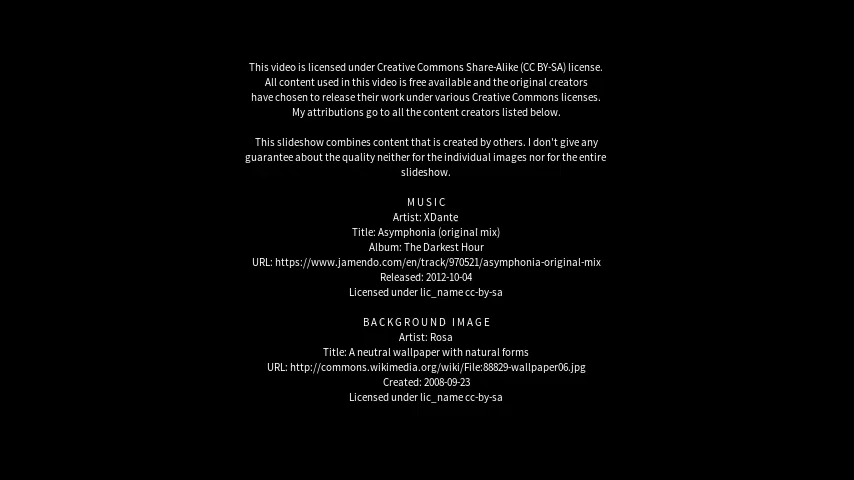 This video is licensed under Creative Commons Share-Alike (CC BY-SA) license.
All content used in this video is free available and the original creators
have chosen to release their work under various Creative Commons licenses.
My attributions go to all the content creators listed below.
This slideshow combines content that is created by others. I don't give any
guarantee about the quality neither for the individual images nor for the entire
slideshow.
MUSIC
Artist: XDante
Title: Asymphonia (original mix)
Album: The Darkest Hour
URL: https://www.jamendo.com/en/track/970521/asymphonia-original-mix
Released: 2012-10-04
Licensed under lic_name cc-by-sa
BACKGROUND IMAGE
Artist: Rosa
Title: A neutral wallpaper with natural forms
URL: http://commons.wikimedia.org/wiki/File:88829-wallpaper06.jpg
Created: 2008-09-23
Licensed under lic_name cc-by-sa